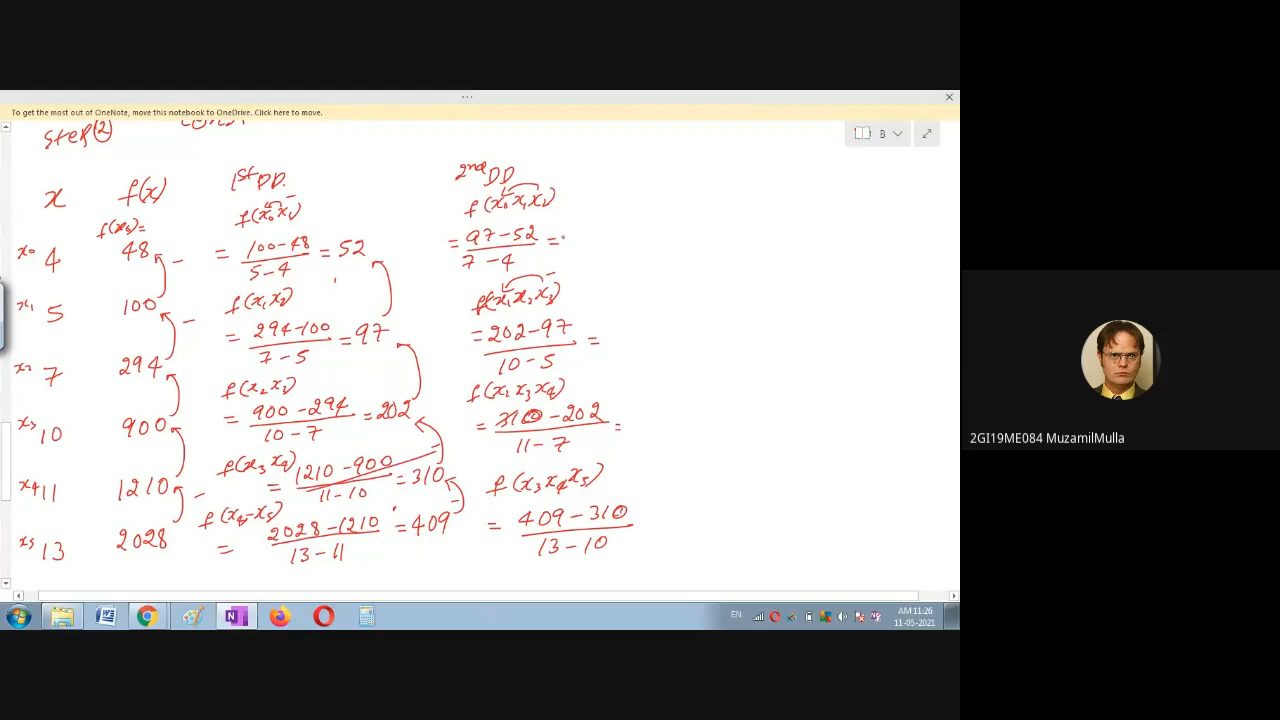 To get the most out of OneNote, move this notebook to OneDrive. Click here to move.
Step(2)
B
x f(x) 1st DD. 2nd DD
f(x0 x1) f(x0 x1 x2)
f(x0)=
x0 4 48 = 100-48 / 5-4 = 52 = 97-52 / 7-4 =
f(x1 x2) f(x1 x2 x3)
x1 5 100 = 294-100 / 7-5 = 97 = 202-97 / 10-5 =
x2 7 294 f(x2 x3) f(x2 x3 x4)
= 900-294 / 10-7 = 202 = 310-202 / 11-7 =
x3 10 900 f(x3 x4) f(x3 x4 x5)
x4 11 1210 = 1210-900 / 11-10 = 310
f(x4-x5)
x5 13 2028 = 2028-1210 / 13-11 = 409 = 409-310 / 13-10
2GI19ME084 MuzamilMulla
EN
AM 11:26
11-05-2021